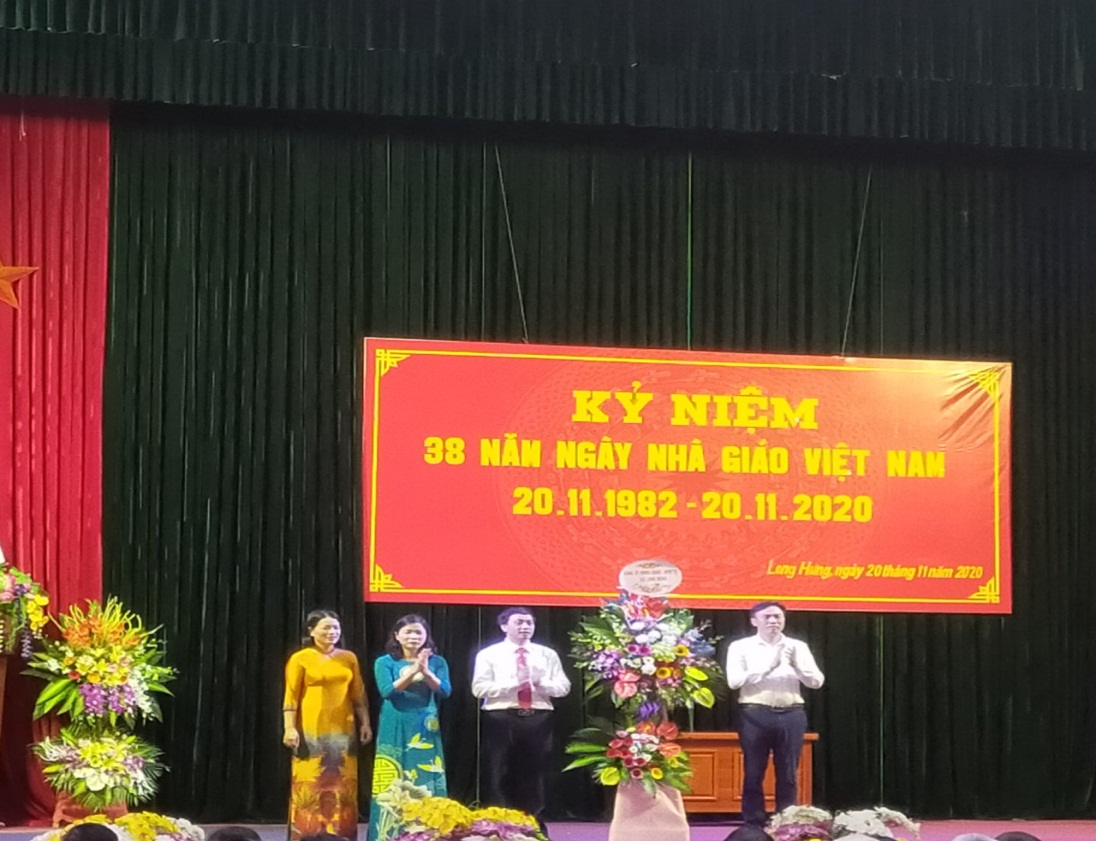 KỶ NIỆM
38 NĂM NGÀY NHÀ GIÁO VIỆT NAM
20.11.1982 - 20.11.2020
Long Hưng, ngày 20 tháng 11 năm 2020